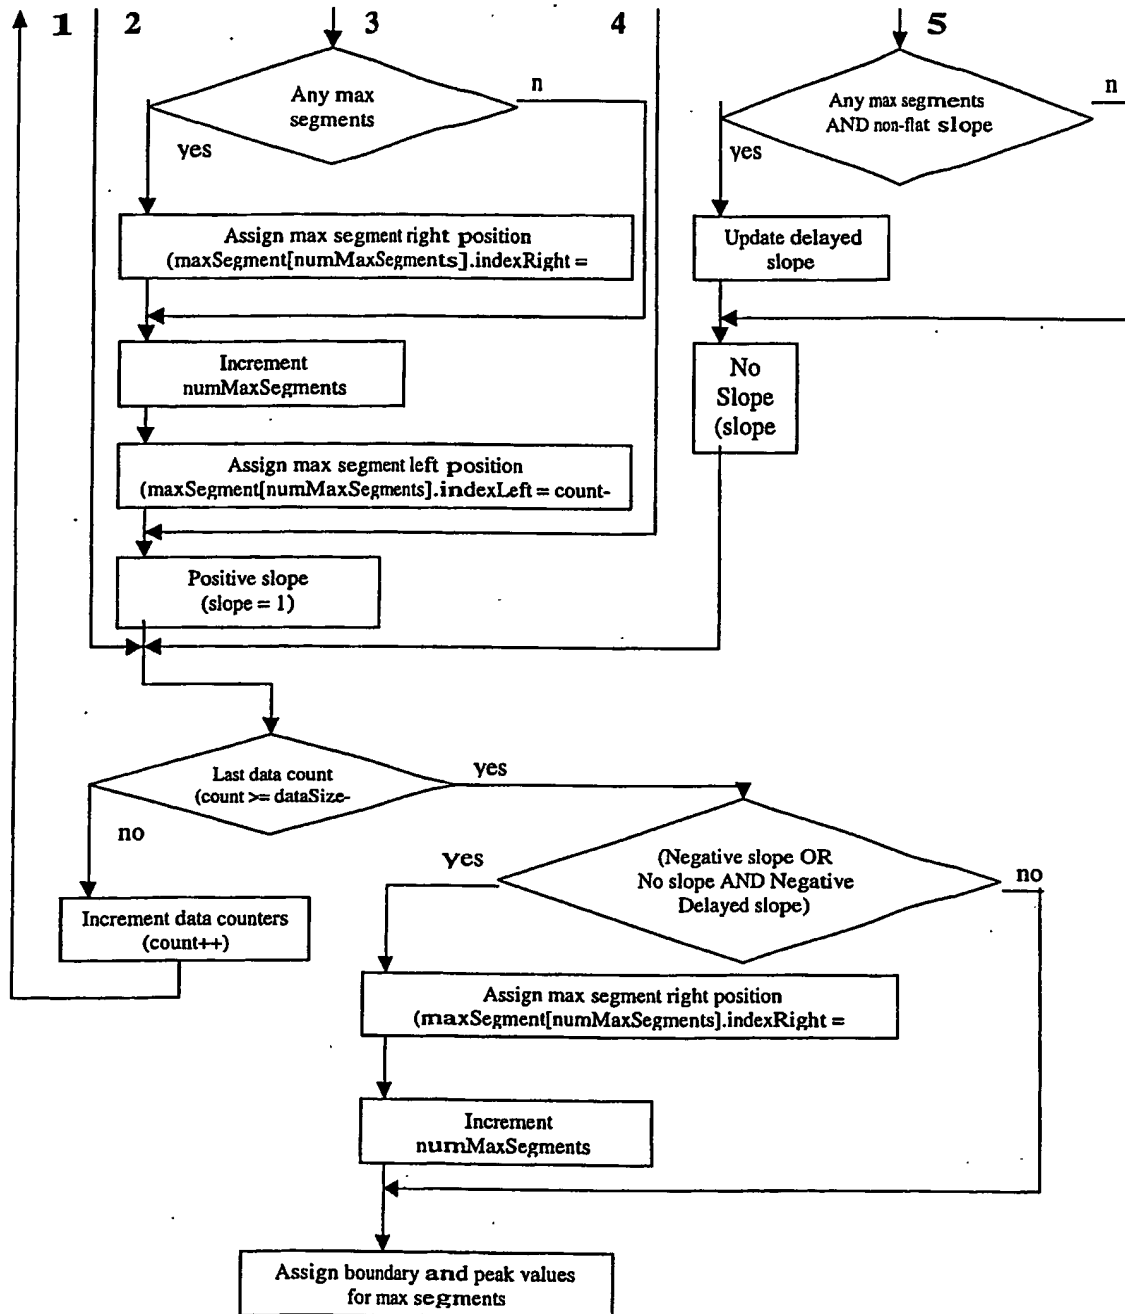 1 2 3 4 5
Any max
segments
n
yes
Any max segments
AND non-flat slope
n
yes
Assign max segment right position
(maxSegment[numMaxSegments].indexRight =
Update delayed
slope
Increment
numMaxSegments
No
Slope
(slope
Assign max segment left position
(maxSegment[numMaxSegments].indexLeft = count-
Positive slope
(slope = 1)
Last data count
(count >= dataSize-
yes
no
(Negative slope OR
No slope AND Negative
Delayed slope)
yes
no
Increment data counters
(count++)
Assign max segment right position
(maxSegment[numMaxSegments].indexRight =
Increment
numMaxSegments
Assign boundary and peak values
for max segments